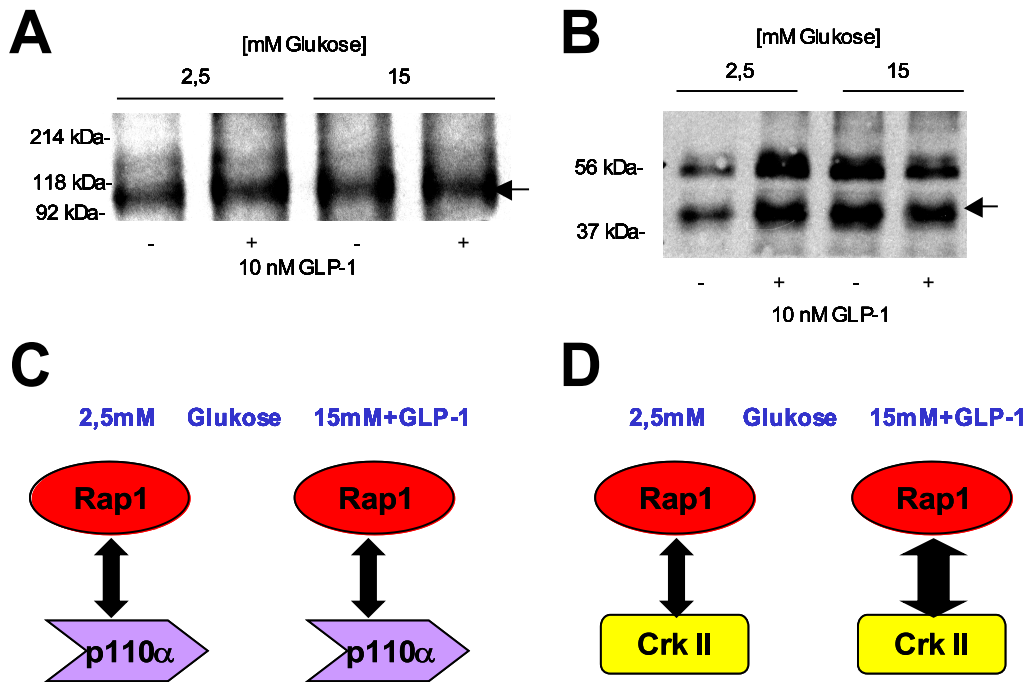 A
[mM Glukose]
2,5 15
214 kDa-
118 kDa-
92 kDa-
- + - +
10 nM GLP-1
B
[mM Glukose]
2,5 15
56 kDa-
37 kDa-
- + - +
10 nM GLP-1
C
2,5mM Glukose 15mM+GLP-1
Rap1 Rap1
p110α p110α
D
2,5mM Glukose 15mM+GLP-1
Rap1 Rap1
Crk II Crk II